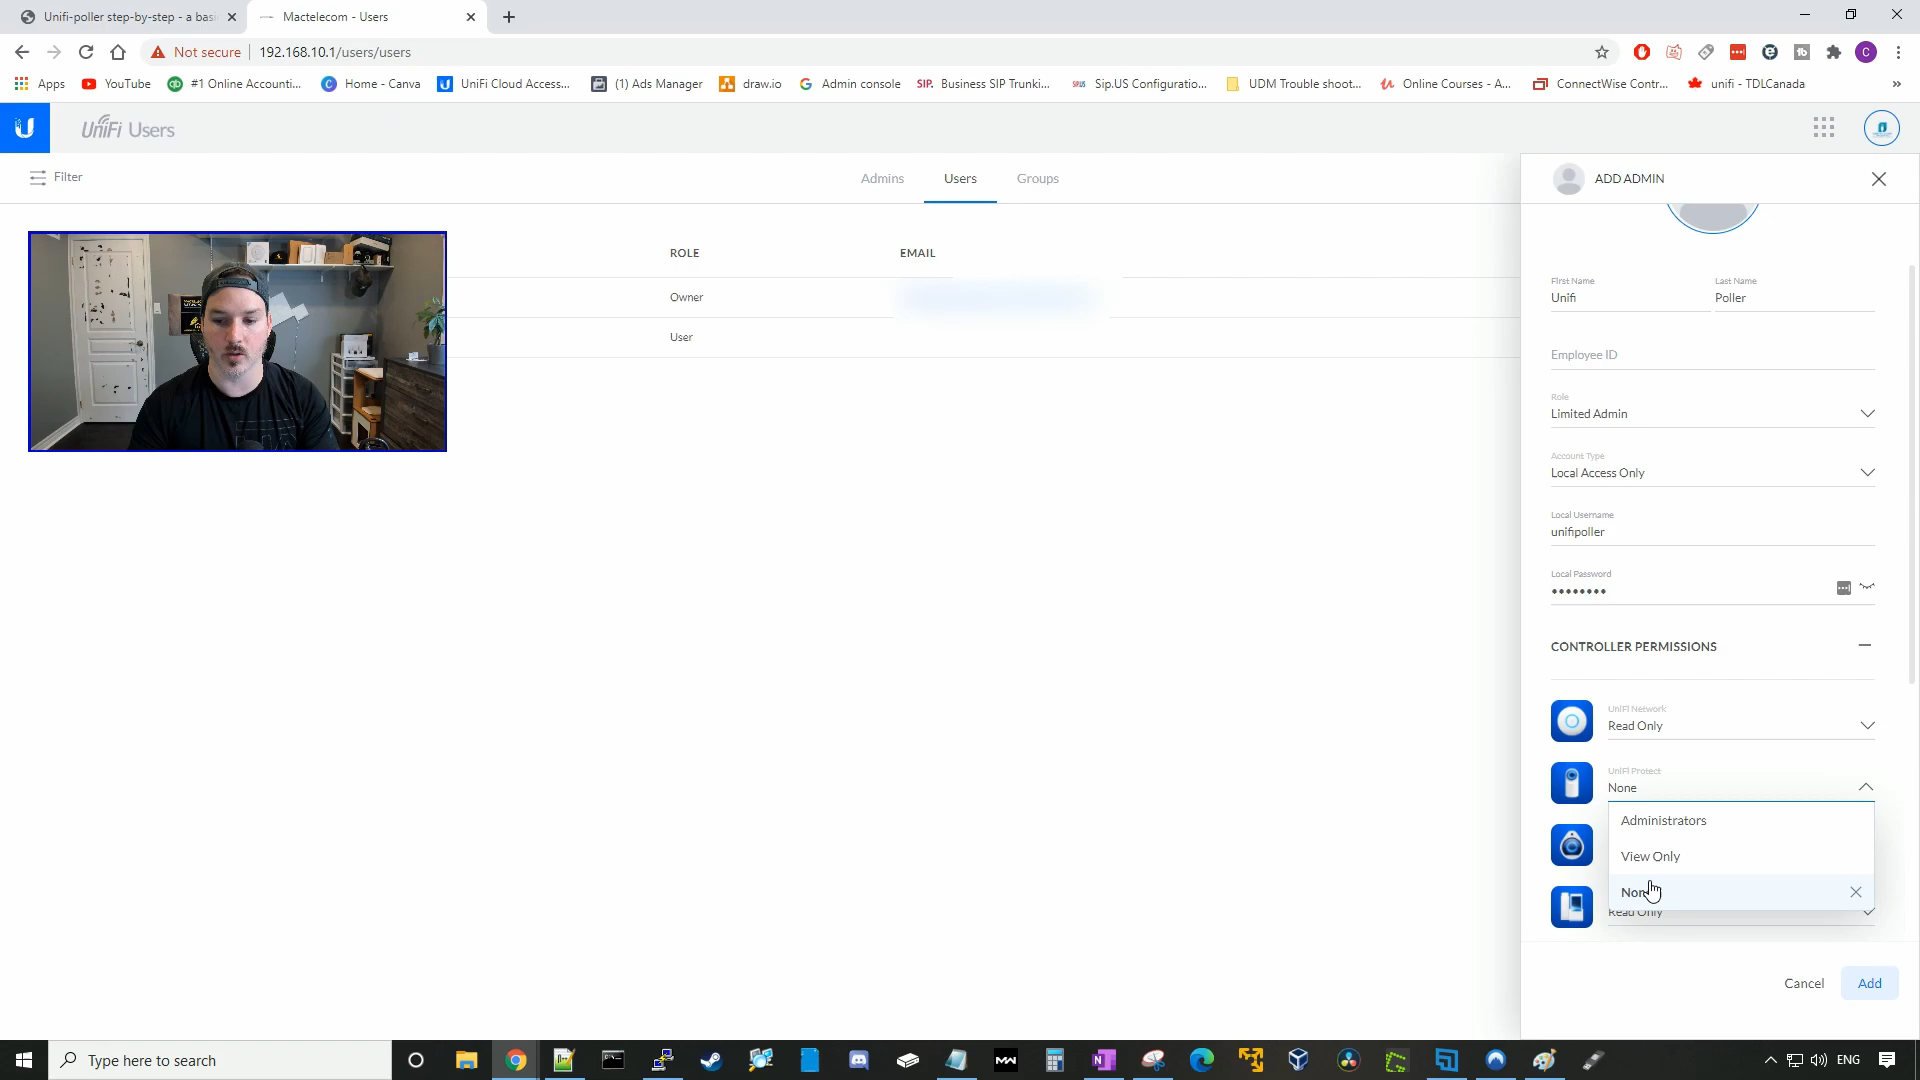 Unifi-poller step-by-step - a basi
Mactelecom - Users
Not secure
192.168.10.1/users/users
Apps
YouTube
#1 Online Accounti...
Home - Canva
UniFi Cloud Access...
(1) Ads Manager
draw.io
Admin console
SIP. Business SIP Trunki...
Sip.US Configuratio...
UDM Trouble shoot...
Online Courses - A...
ConnectWise Contr...
unifi - TDLCanada
UniFi Users
Filter
Admins
Users
Groups
ADD ADMIN
ROLE
EMAIL
Owner
User
First Name
Last Name
Unifi
Poller
Employee ID
Role
Limited Admin
Account Type
Local Access Only
Local Username
unifipoller
Local Password
CONTROLLER PERMISSIONS
UniFi Network
Read Only
UniFi Protect
None
Administrators
View Only
Non
Read Only
Cancel
Add
Type here to search
ENG